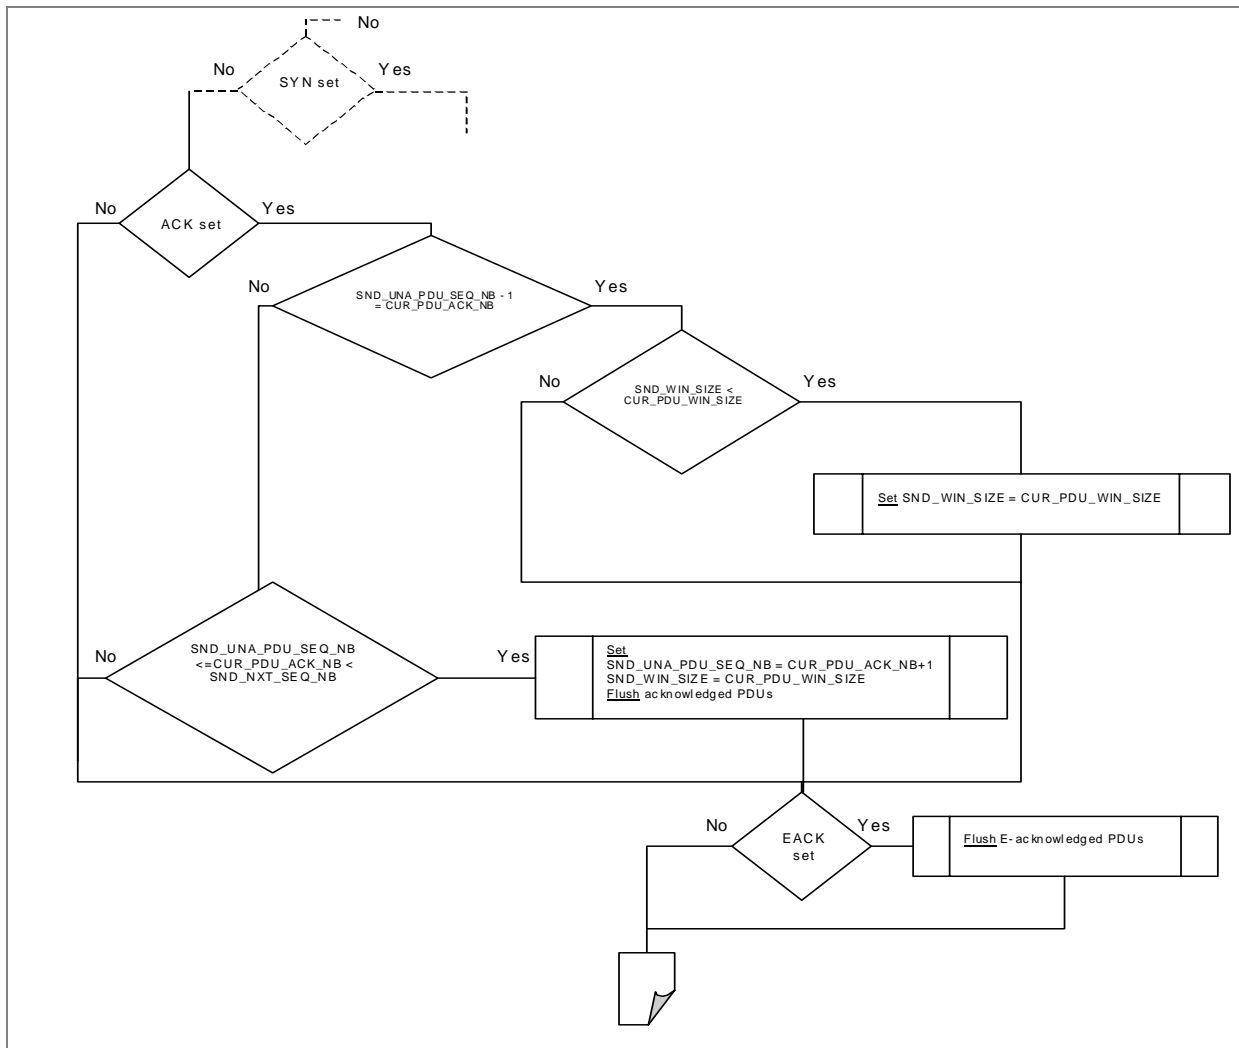 No
No
SYN set
Yes
No
ACK set
Yes
No
SND_UNA_PDU_SEQ_NB - 1
= CUR_PDU_ACK_NB
Yes
No
SND_WIN_SIZE <
CUR_PDU_WIN_SIZE
Yes
Set SND_WIN_SIZE = CUR_PDU_WIN_SIZE
No
SND_UNA_PDU_SEQ_NB
<=CUR_PDU_ACK_NB <
SND_NXT_SEQ_NB
Yes
Set
SND_UNA_PDU_SEQ_NB = CUR_PDU_ACK_NB+1
SND_WIN_SIZE = CUR_PDU_WIN_SIZE
Flush acknowledged PDUs
No
EACK
set
Yes
Flush E-acknowledged PDUs